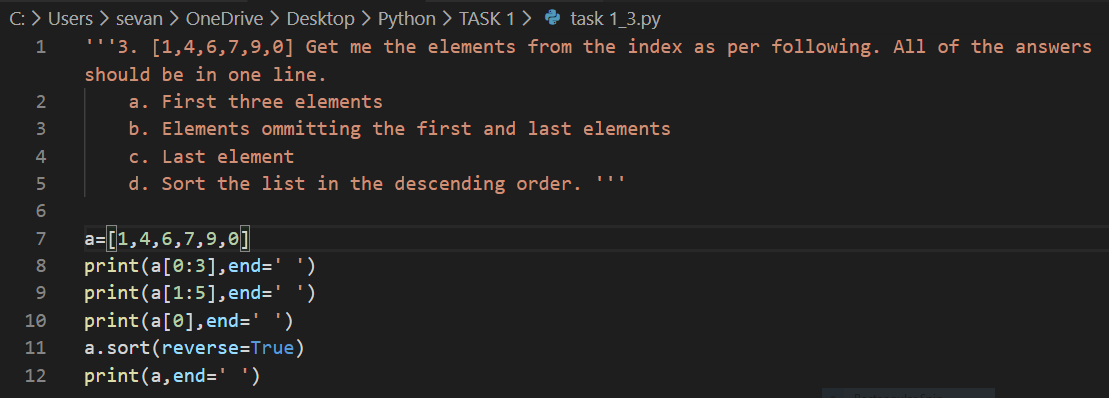 C: > Users > sevan > OneDrive > Desktop > Python > TASK 1 > task 1_3.py
1 '''3. [1,4,6,7,9,0] Get me the elements from the index as per following. All of the answers
should be in one line.
2 a. First three elements
3 b. Elements ommitting the first and last elements
4 c. Last element
5 d. Sort the list in the descending order. '''
6
7 a=[1,4,6,7,9,0]
8 print(a[0:3],end=' ')
9 print(a[1:5],end=' ')
10 print(a[0],end=' ')
11 a.sort(reverse=True)
12 print(a,end=' ')